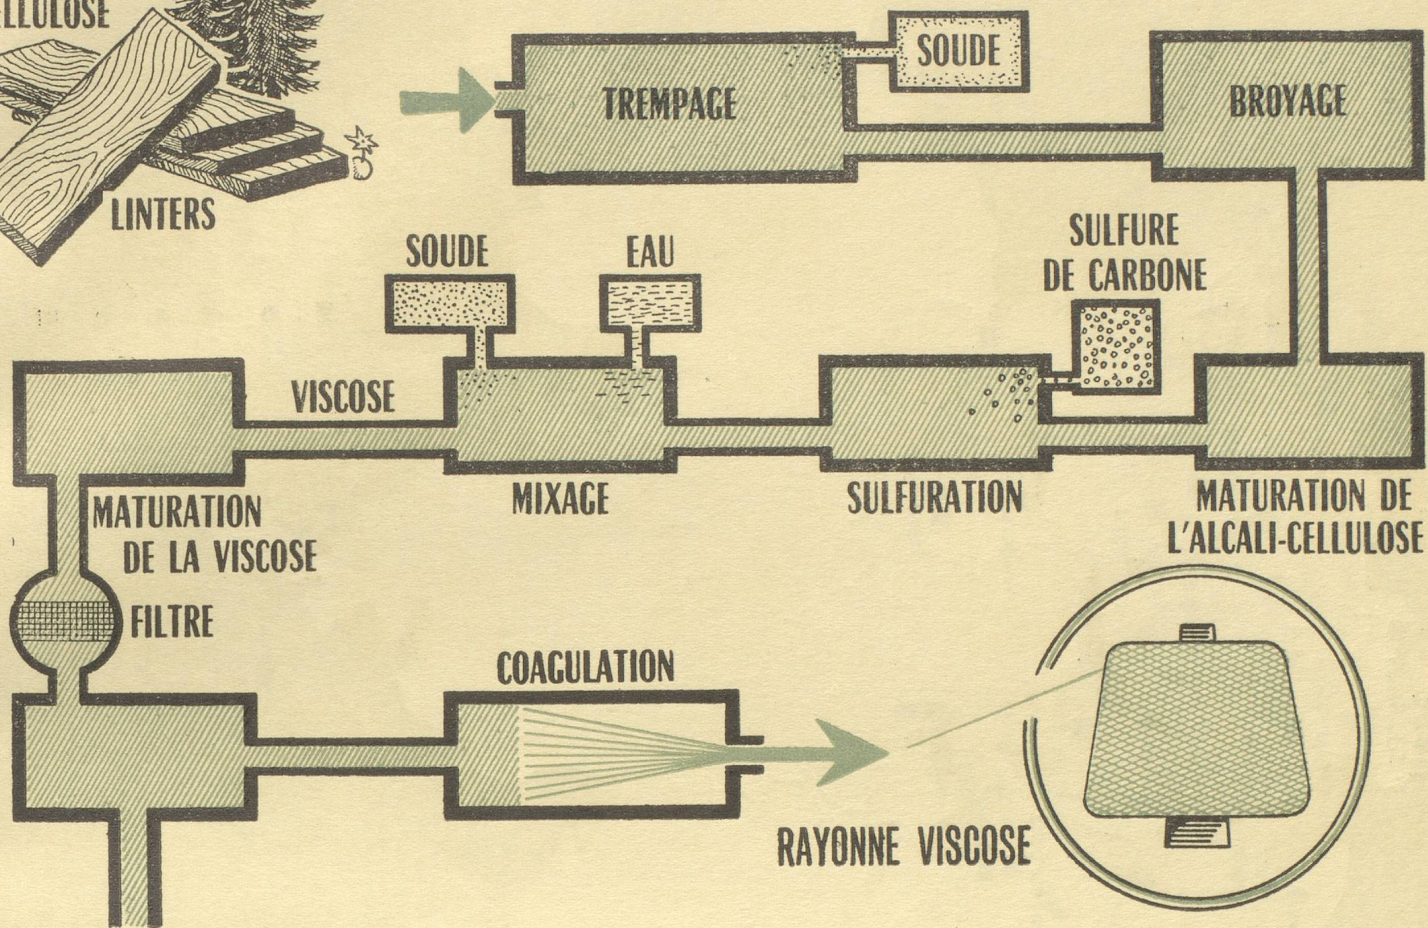 LINTERS
TREMPAGE
SOUDE
BROYAGE
SULFURE
DE CARBONE
SOUDE
EAU
VISCOSE
MIXAGE
SULFURATION
MATURATION DE
L'ALCALI-CELLULOSE
MATURATION
DE LA VISCOSE
FILTRE
COAGULATION
RAYONNE VISCOSE